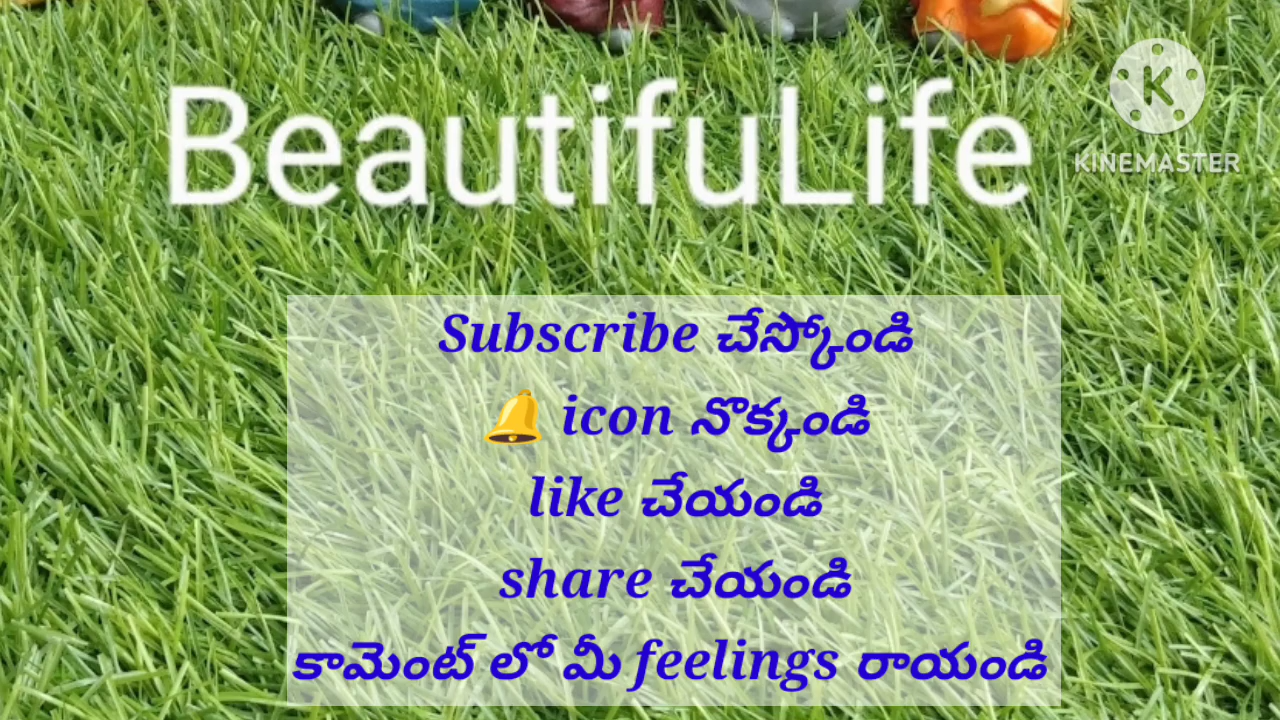 BeautifuLife
KINEMASTER
Subscribe చేస్కోండి
🔔 icon నొక్కండి
like చేయండి
share చేయండి
కామెంట్ లో మీ feelings రాయండి